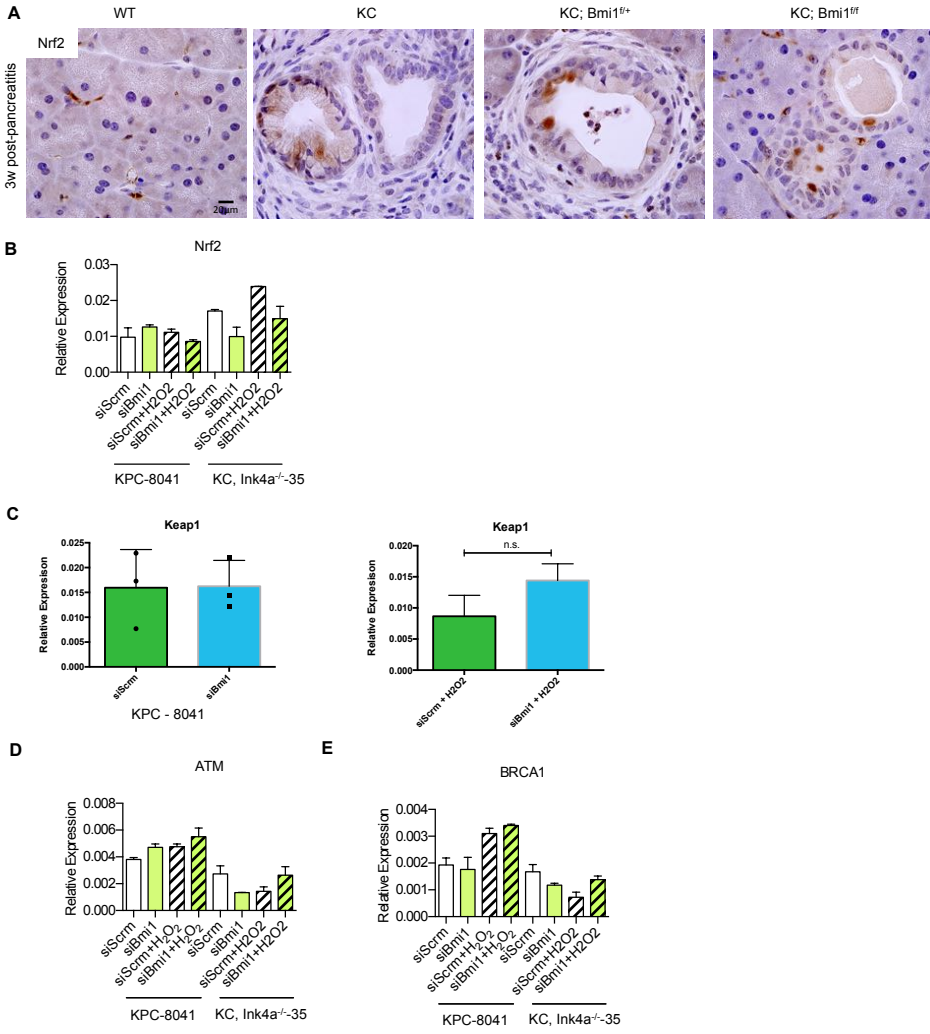 A
WT
KC
KC; Bmi1f/+
KC; Bmi1f/f
Nrf2
3w post-pancreatitis
20µm
B
Nrf2
Relative Expression
0.03
0.02
0.01
0.00
siScrm
siBmi1
siScrm+H2O2
siBmi1+H2O2
siScrm
siBmi1
siScrm+H2O2
siBmi1+H2O2
KPC-8041
KC, Ink4a-/--35
C
Keap1
Relative Expresison
0.025
0.020
0.015
0.010
0.005
0.000
siScrm
siBmi1
KPC - 8041
Keap1
n.s.
Relative Expresison
0.020
0.015
0.010
0.005
0.000
siScrm + H2O2
siBmi1 + H2O2
D
ATM
Relative Expression
0.008
0.006
0.004
0.002
0.000
siScrm
siBmi1
siScrm+H₂O₂
siBmi1+H₂O₂
siScrm
siBmi1
siScrm+H2O2
siBmi1+H2O2
KPC-8041
KC, Ink4a-/--35
E
BRCA1
Relative Expression
0.004
0.003
0.002
0.001
0.000
siScrm
siBmi1
siScrm+H₂O₂
siBmi1+H₂O₂
siScrm
siBmi1
siScrm+H2O2
siBmi1+H2O2
KPC-8041
KC, Ink4a-/--35